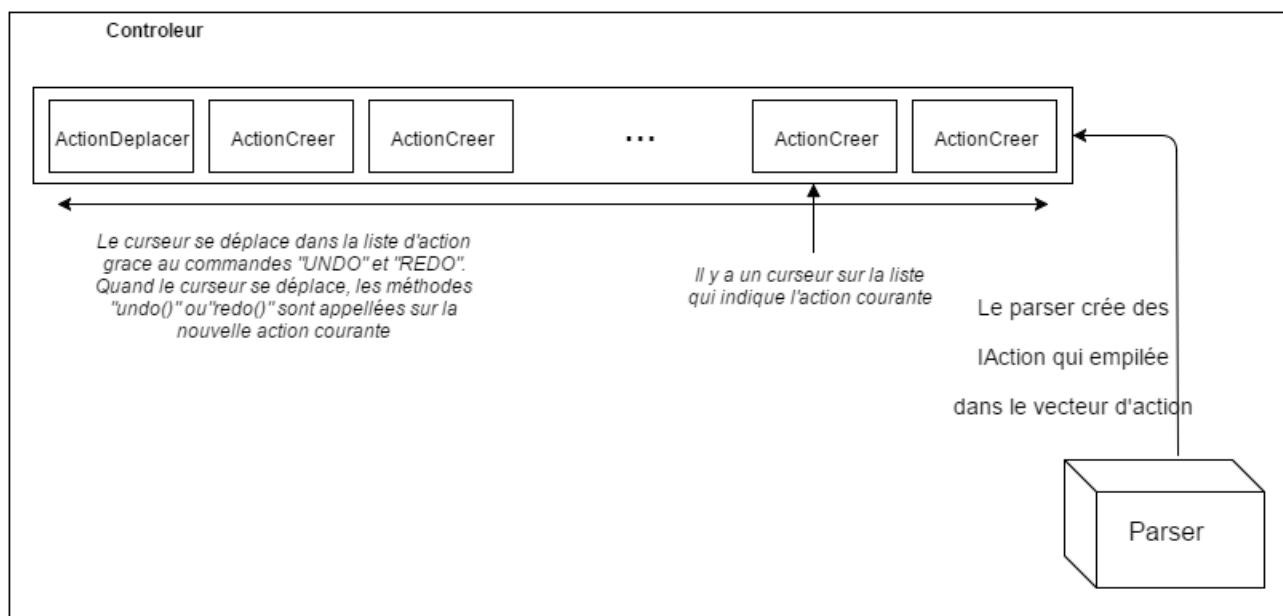 Controleur
ActionDeplacer
ActionCreer
ActionCreer
...
ActionCreer
ActionCreer
Le curseur se déplace dans la liste d'action
grace au commandes "UNDO" et "REDO".
Quand le curseur se déplace, les méthodes
"undo()" ou"redo()" sont appellées sur la
nouvelle action courante
Il y a un curseur sur la liste
qui indique l'action courante
Le parser crée des
IAction qui empilée
dans le vecteur d'action
Parser